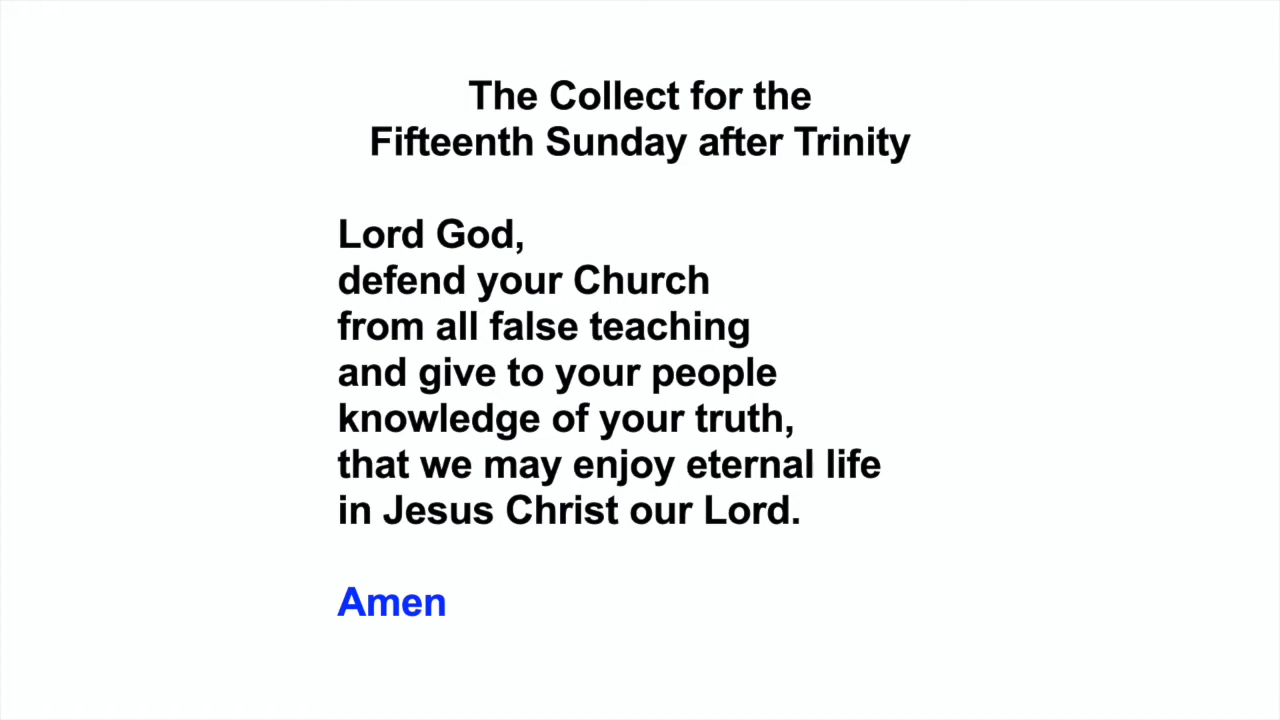 The Collect for the
Fifteenth Sunday after Trinity
Lord God,
defend your Church
from all false teaching
and give to your people
knowledge of your truth,
that we may enjoy eternal life
in Jesus Christ our Lord.
Amen